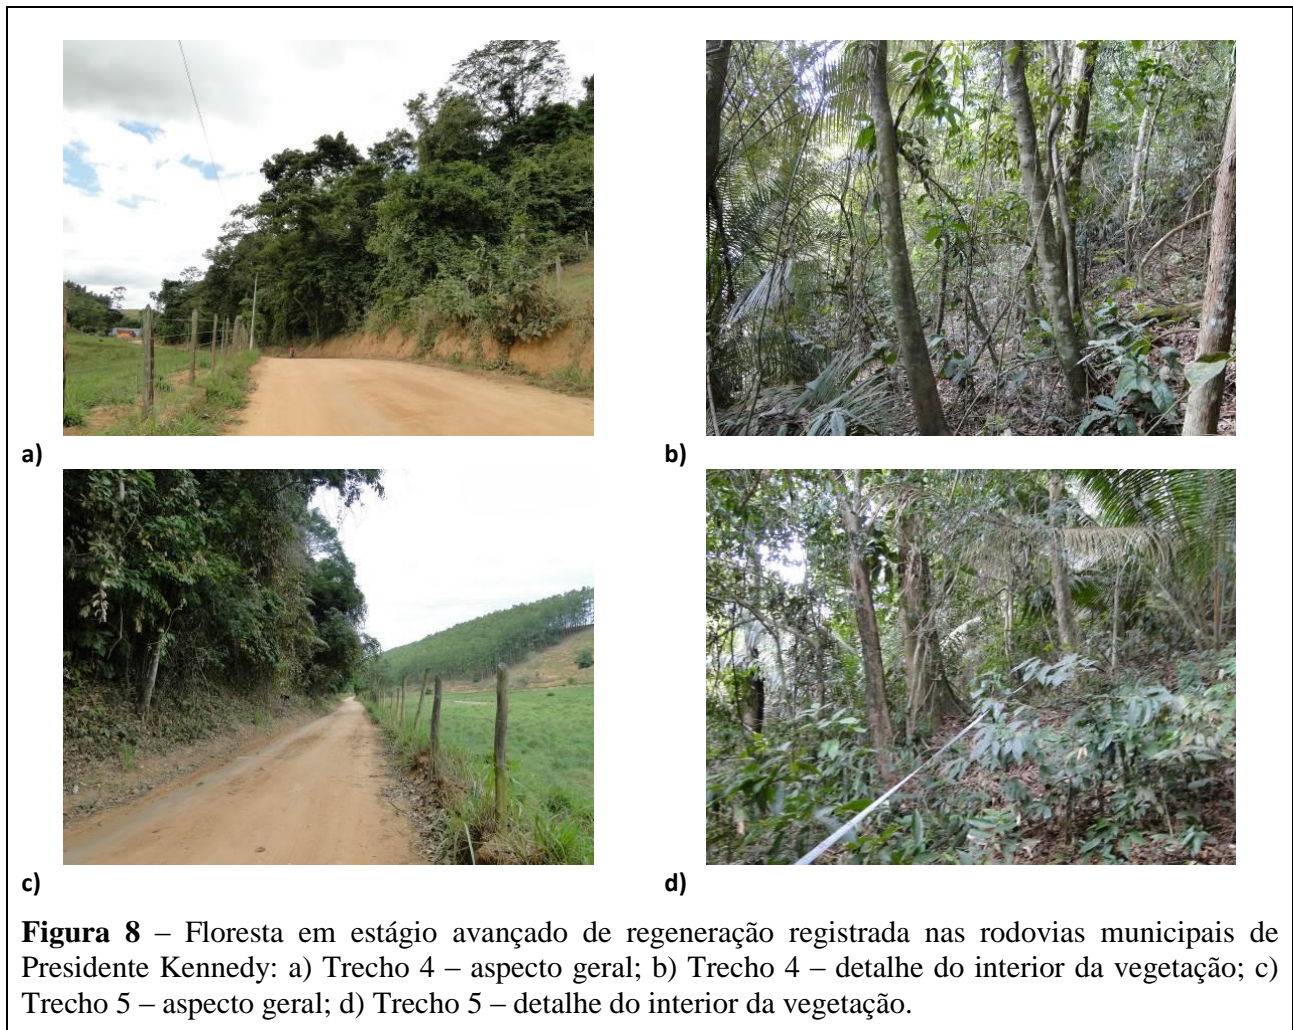 a)
b)
c)
d)
Figura 8 – Floresta em estágio avançado de regeneração registrada nas rodovias municipais de
Presidente Kennedy: a) Trecho 4 – aspecto geral; b) Trecho 4 – detalhe do interior da vegetação; c)
Trecho 5 – aspecto geral; d) Trecho 5 – detalhe do interior da vegetação.